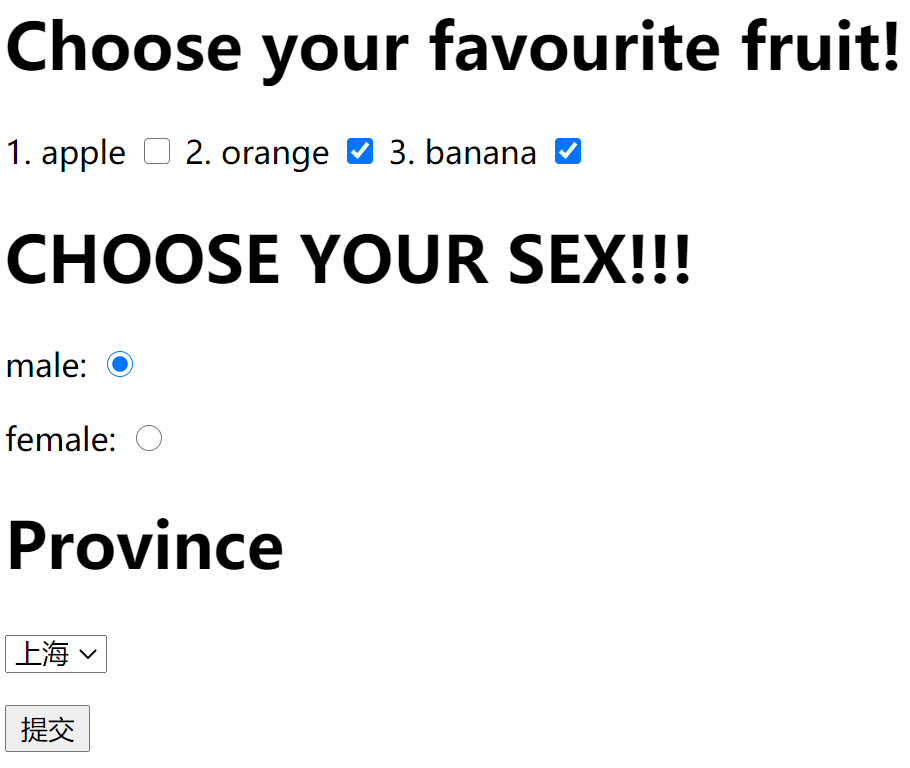 Choose your favourite fruit!
1. apple 2. orange 3. banana
CHOOSE YOUR SEX!!!
male:
female:
Province
上海
提交